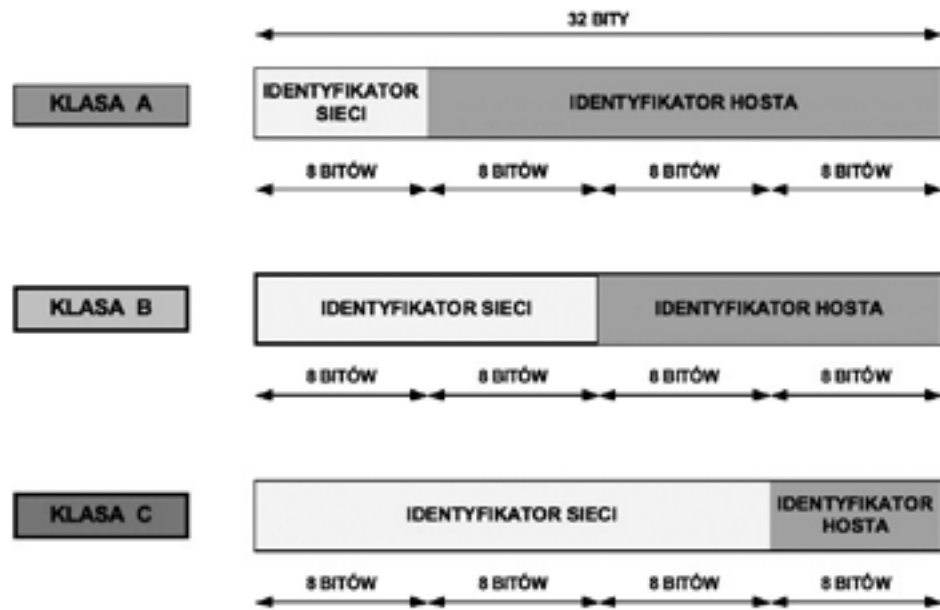 32 BITY
KLASA A
IDENTYFIKATOR
SIECI
IDENTYFIKATOR HOSTA
8 BITÓW 8 BITÓW 8 BITÓW 8 BITÓW
KLASA B
IDENTYFIKATOR SIECI
IDENTYFIKATOR HOSTA
8 BITÓW 8 BITÓW 8 BITÓW 8 BITÓW
KLASA C
IDENTYFIKATOR SIECI
IDENTYFIKATOR
HOSTA
8 BITÓW 8 BITÓW 8 BITÓW 8 BITÓW